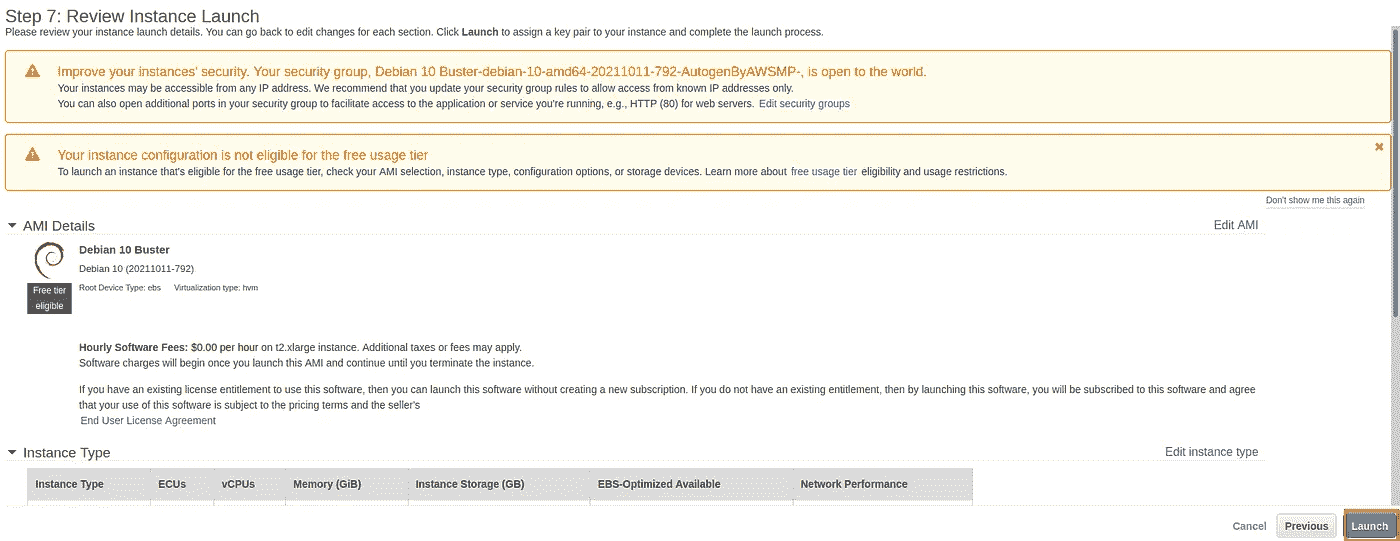 Step 7: Review Instance Launch
Please review your instance launch details. You can go back to edit changes for each section. Click Launch to assign a key pair to your instance and complete the launch process.
Improve your instances' security. Your security group, Debian 10 Buster-debian-10-amd64-20211011-792-AutogenByAWSMP-, is open to the world.
Your instances may be accessible from any IP address. We recommend that you update your security group rules to allow access from known IP addresses only.
You can also open additional ports in your security group to facilitate access to the application or service you're running, e.g., HTTP (80) for web servers. Edit security groups
Your instance configuration is not eligible for the free usage tier
To launch an instance that's eligible for the free usage tier, check your AMI selection, instance type, configuration options, or storage devices. Learn more about free usage tier eligibility and usage restrictions.
Don't show me this again
AMI Details Edit AMI
Debian 10 Buster
Debian 10 (20211011-792)
Free tier eligible
Root Device Type: ebs Virtualization type: hvm
Hourly Software Fees: $0.00 per hour on t2.xlarge instance. Additional taxes or fees may apply.
Software charges will begin once you launch this AMI and continue until you terminate the instance.
If you have an existing license entitlement to use this software, then you can launch this software without creating a new subscription. If you do not have an existing entitlement, then by launching this software, you will be subscribed to this software and agree
that your use of this software is subject to the pricing terms and the seller's
End User License Agreement
Instance Type Edit instance type
Instance Type ECUs vCPUs Memory (GiB) Instance Storage (GB) EBS-Optimized Available Network Performance
Cancel Previous Launch